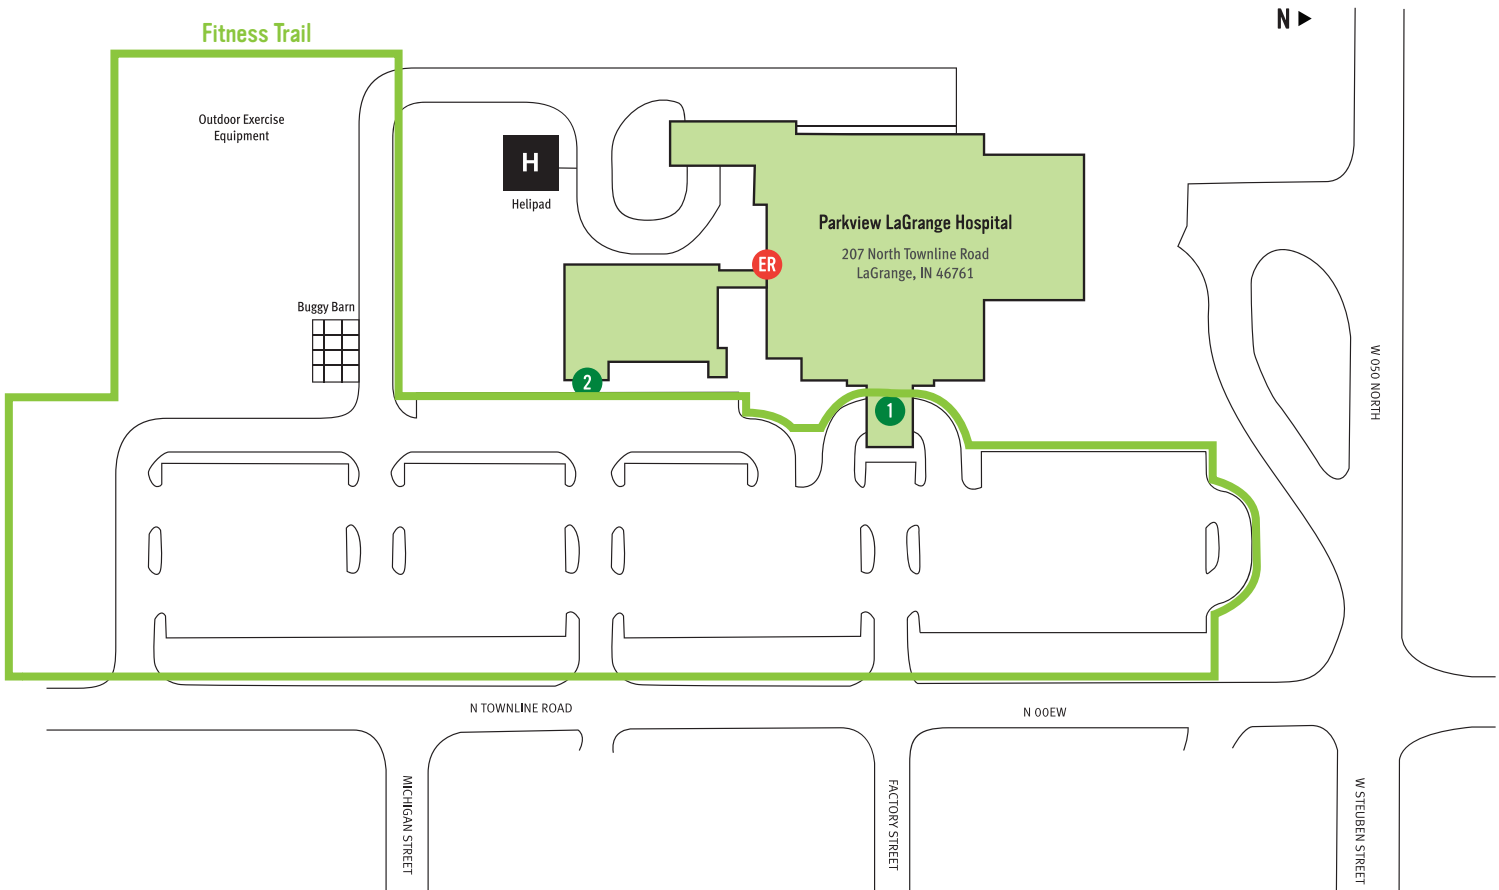 N
Fitness Trail
Outdoor Exercise
Equipment
H
Helipad
Parkview LaGrange Hospital
207 North Townline Road
LaGrange, IN 46761
ER
Buggy Barn
W 050 NORTH
2
1
N TOWNLINE ROAD
N 00EW
MICHIGAN STREET
FACTORY STREET
W STEUBEN STREET